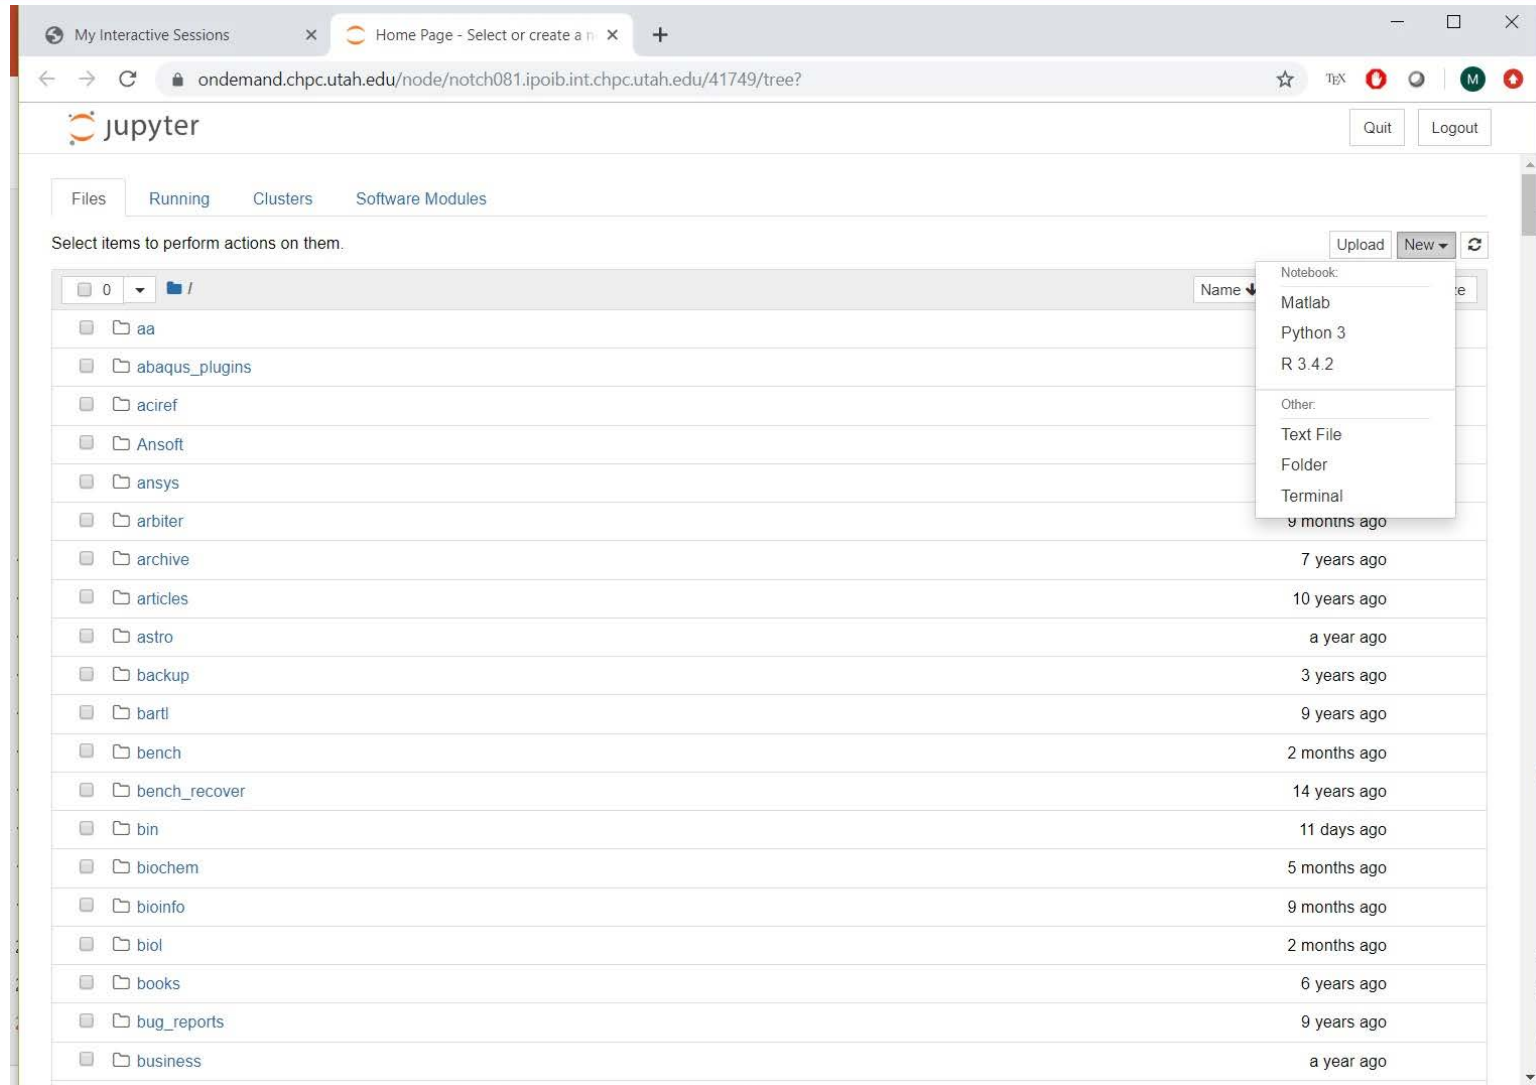 My Interactive Sessions
Home Page - Select or create a n
ondemand.chpc.utah.edu/node/notch081.ipoib.int.chpc.utah.edu/41749/tree?
TEX
M
jupyter
Quit
Logout
Files
Running
Clusters
Software Modules
Select items to perform actions on them.
Upload
New
0
/
Name
Notebook:
Matlab
Python 3
R 3.4.2
Other:
Text File
Folder
Terminal
aa
abaqus_plugins
aciref
Ansoft
ansys
arbiter 9 months ago
archive 7 years ago
articles 10 years ago
astro a year ago
backup 3 years ago
bartl 9 years ago
bench 2 months ago
bench_recover 14 years ago
bin 11 days ago
biochem 5 months ago
bioinfo 9 months ago
biol 2 months ago
books 6 years ago
bug_reports 9 years ago
business a year ago